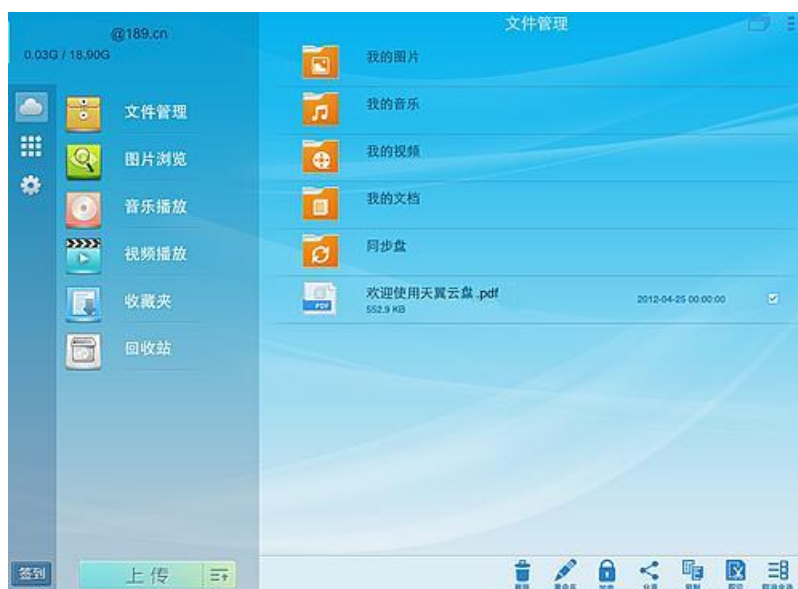 @189.cn
0.03G / 18.90G
文件管理
图片浏览
音乐播放
视频播放
收藏夹
回收站
签到
上传
文件管理
我的图片
我的音乐
我的视频
我的文档
同步盘
欢迎使用天翼云盘.pdf
552.9 KB
2012-04-25 00:00:00
PDF